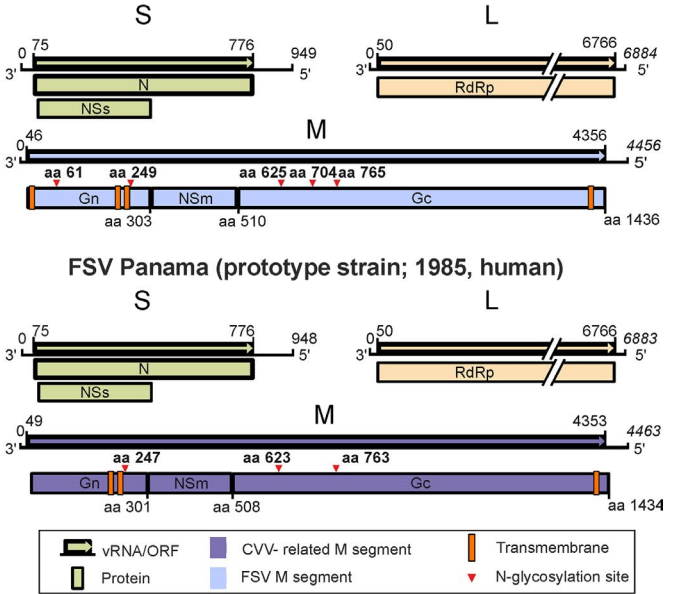 S L
0 75 776 949
3' 5'
N
NSs
0 50 6766 6884
3' 5'
RdRp
M
0 46 4356 4456
3' 5'
aa 61 aa 249 aa 625 aa 704 aa 765
Gn NSm Gc
aa 303 aa 510 aa 1436
FSV Panama (prototype strain; 1985, human)
S L
0 75 776 948
3' 5'
N
NSs
0 50 6766 6883
3' 5'
RdRp
M
0 49 4353 4463
3' 5'
aa 247 aa 623 aa 763
Gn NSm Gc
aa 301 aa 508 aa 1434
vRNA/ORF CVV- related M segment Transmembrane
Protein FSV M segment N-glycosylation site